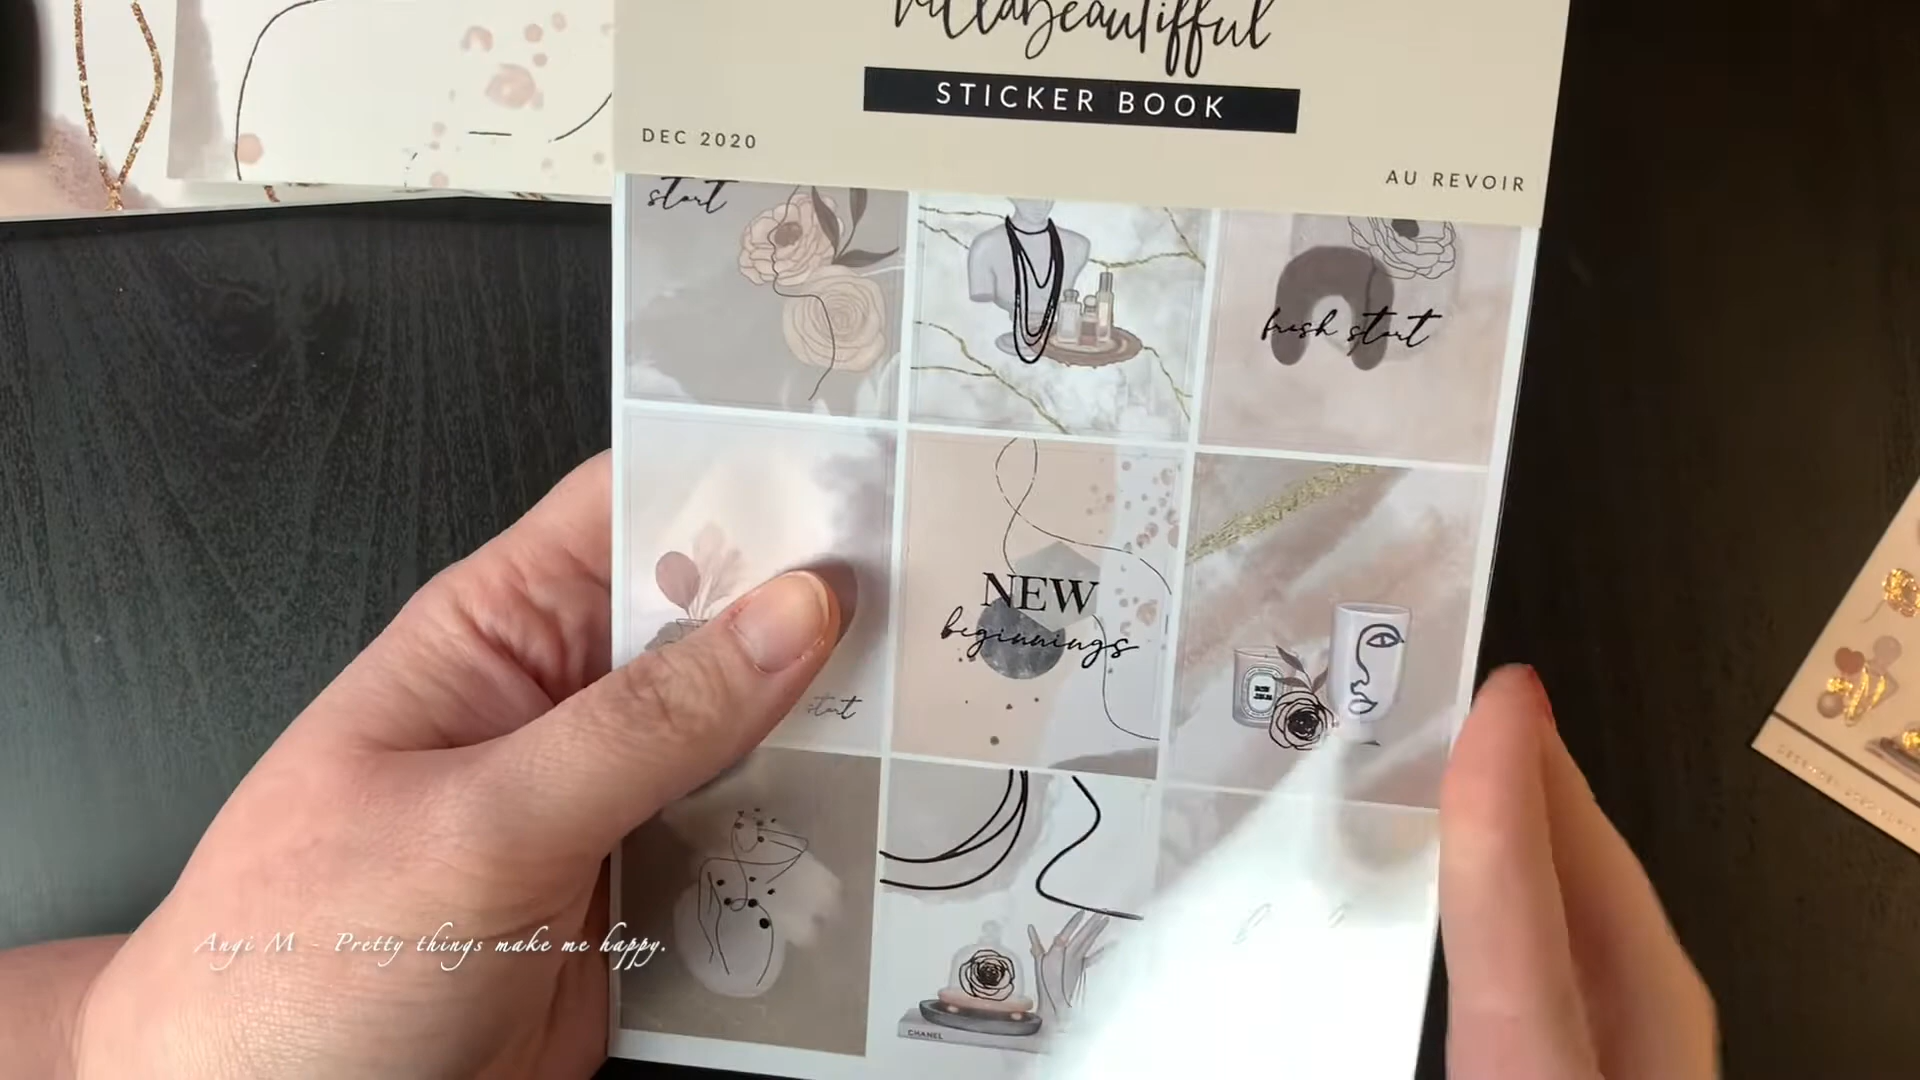 villabeautifful
STICKER BOOK
DEC 2020
AU REVOIR
start
fresh start
NEW
beginnings
start
CHANEL
Angi M - Pretty things make me happy.